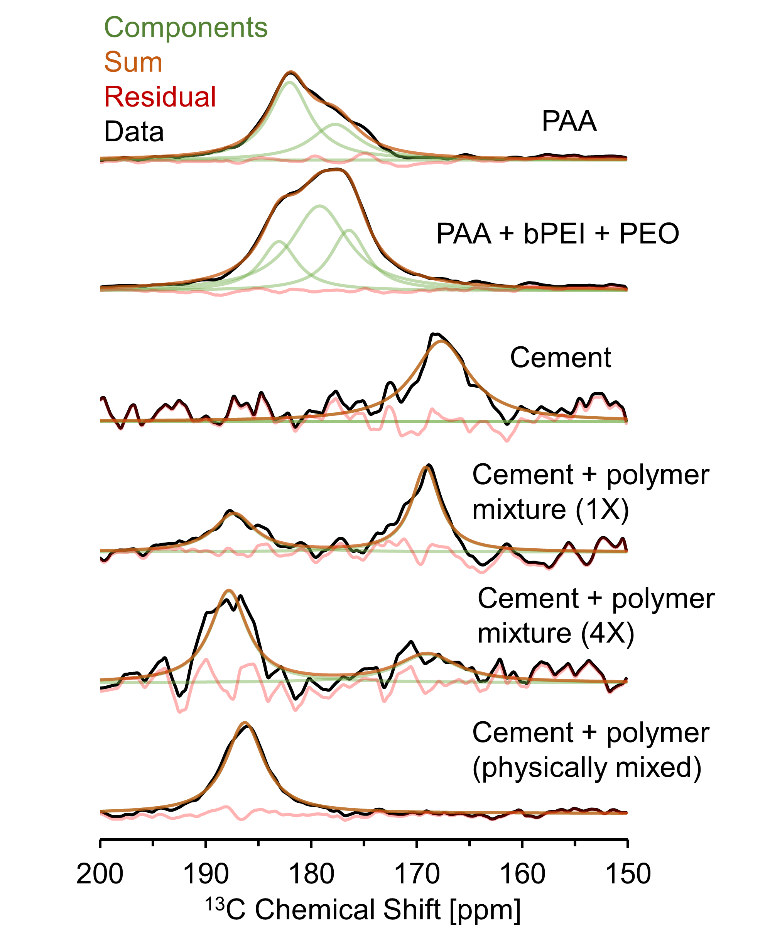 Components
Sum
Residual
Data
PAA
PAA + bPEI + PEO
Cement
Cement + polymer
mixture (1X)
Cement + polymer
mixture (4X)
Cement + polymer
(physically mixed)
200 190 180 170 160 150
¹³C Chemical Shift [ppm]